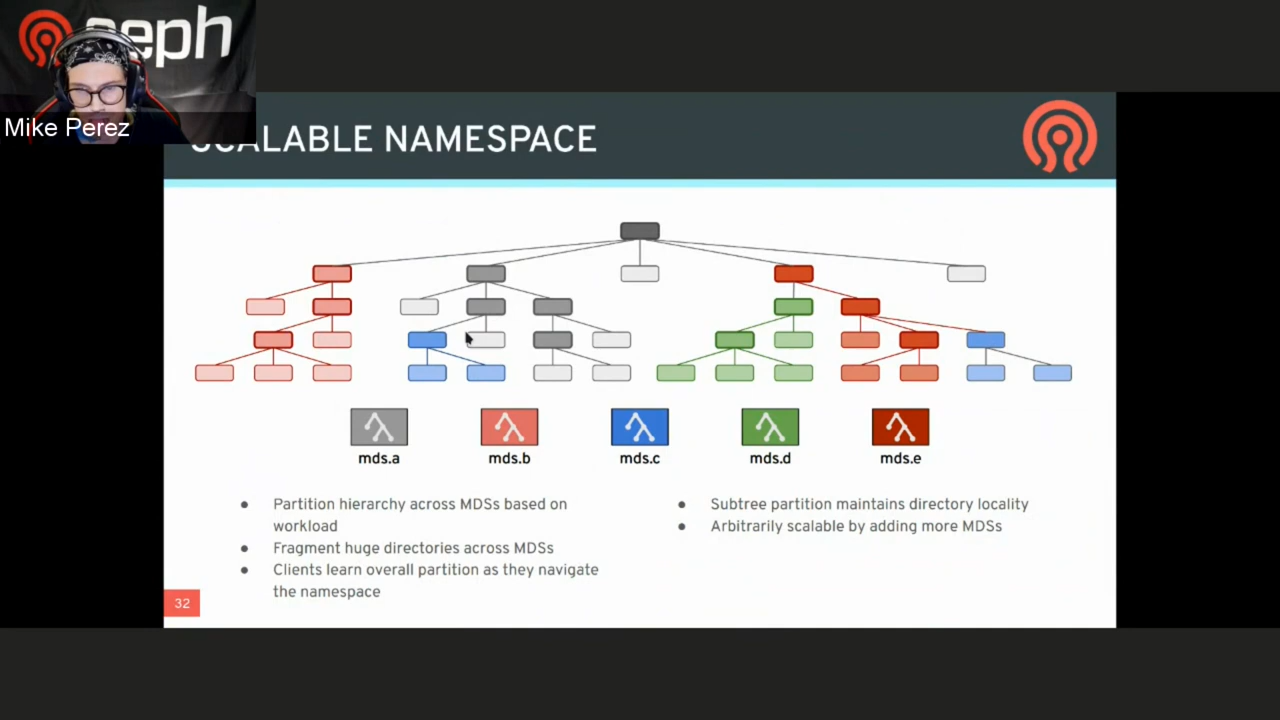 ceph
Mike Perez
SCALABLE NAMESPACE
mds.a
mds.b
mds.c
mds.d
mds.e
● Partition hierarchy across MDSs based on
workload
● Fragment huge directories across MDSs
● Clients learn overall partition as they navigate
the namespace
● Subtree partition maintains directory locality
● Arbitrarily scalable by adding more MDSs
32